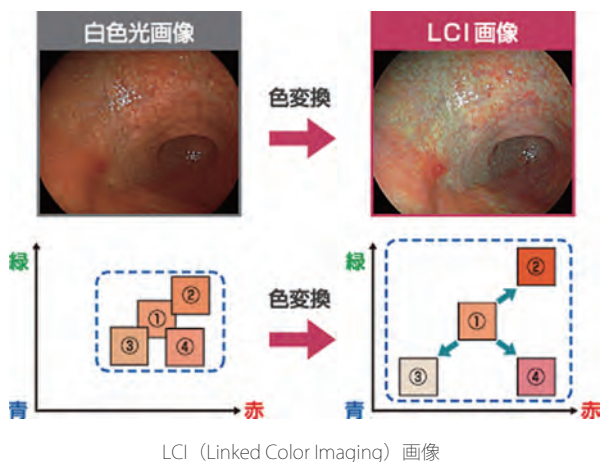 白色光画像
LCI画像
色変換
緑
①
②
③
④
青
赤
色変換
緑
①
②
③
④
青
赤
LCI（Linked Color Imaging）画像